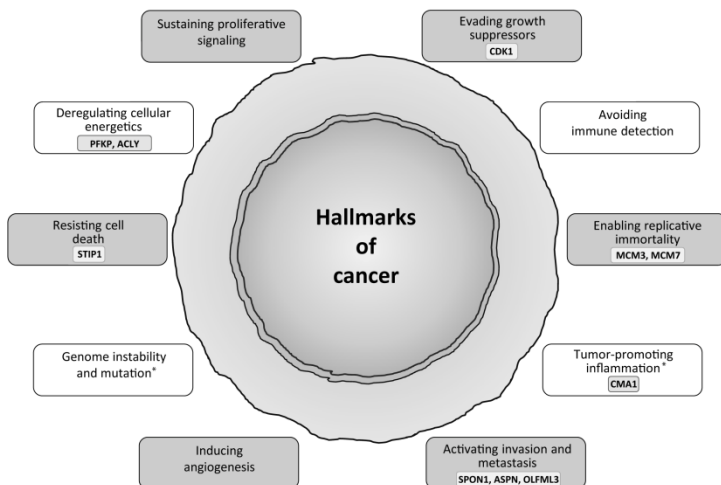 Sustaining proliferative
signaling
Evading growth
suppressors
CDK1
Deregulating cellular
energetics
PFKP, ACLY
Avoiding
immune detection
Resisting cell
death
STIP1
Hallmarks
of
cancer
Enabling replicative
immortality
MCM3, MCM7
Genome instability
and mutation*
Tumor-promoting
inflammation*
CMA1
Inducing
angiogenesis
Activating invasion and
metastasis
SPON1, ASPN, OLFML3